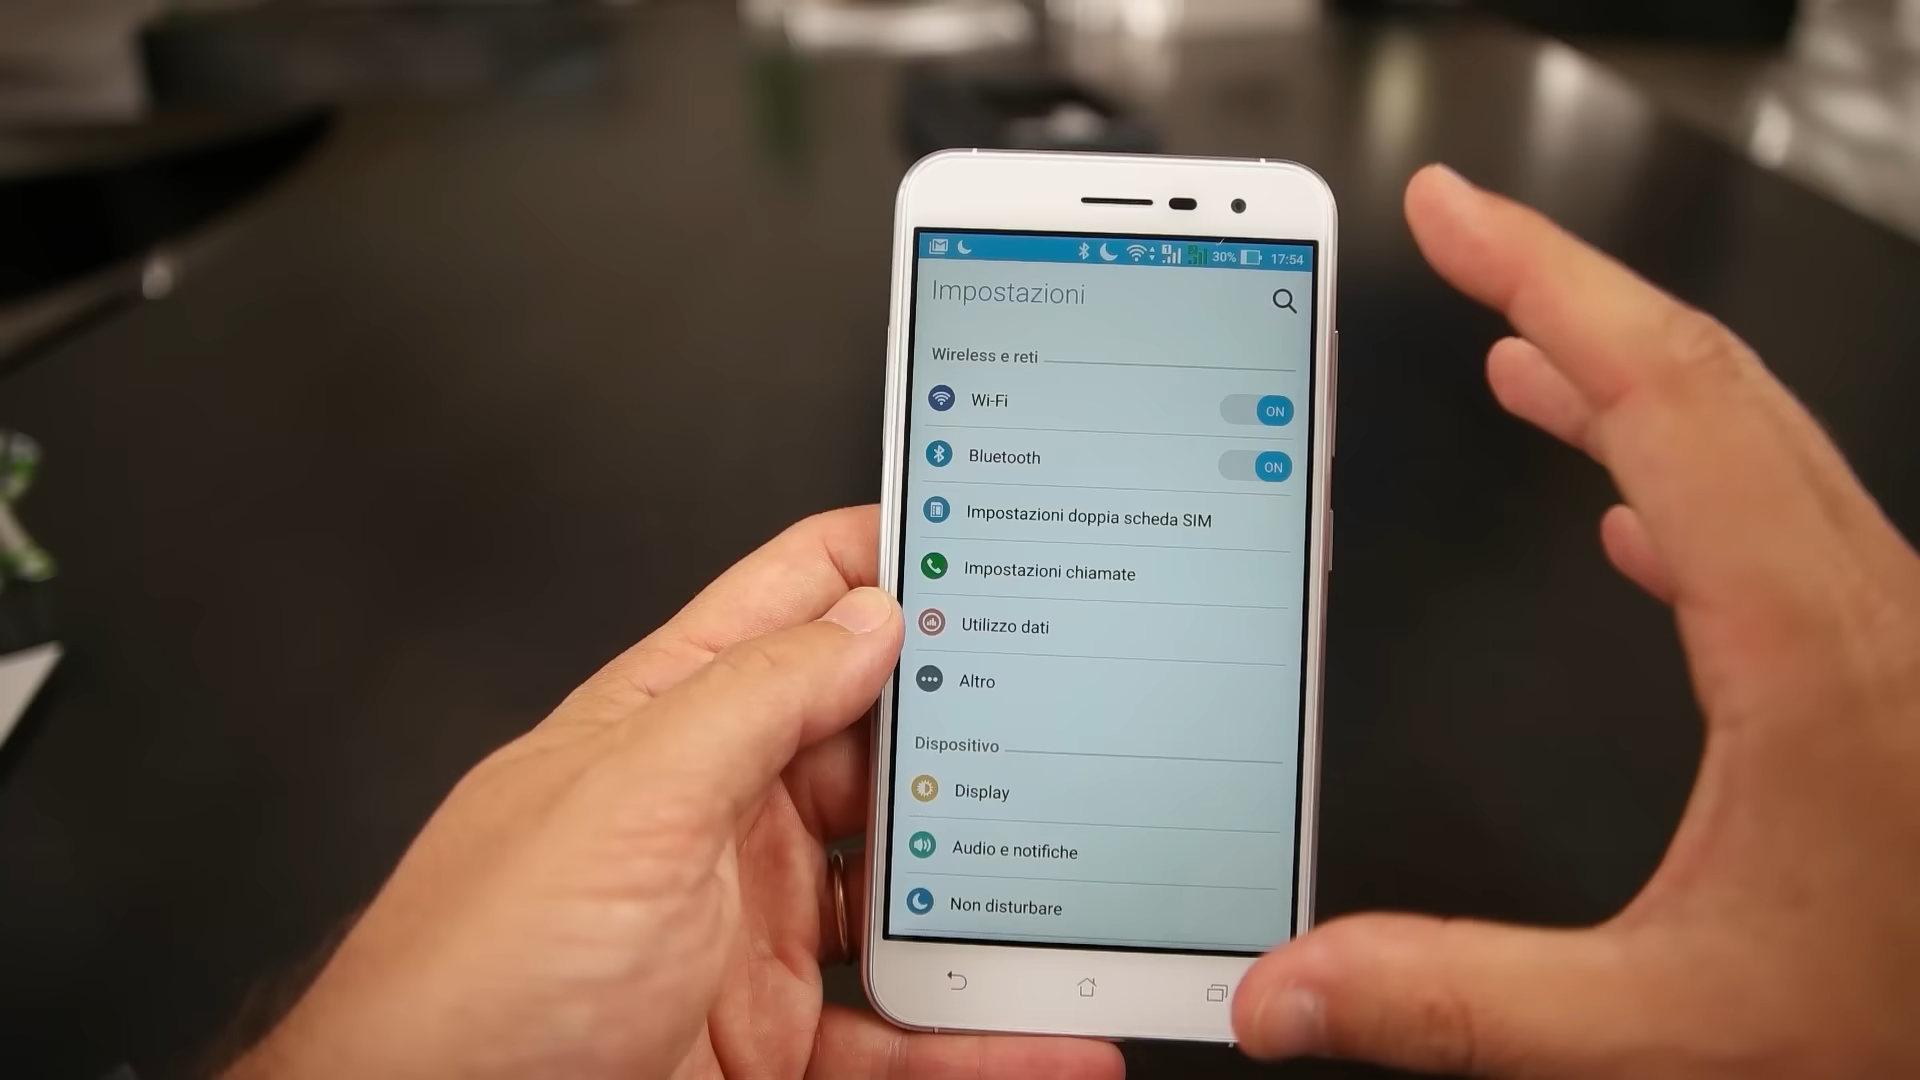 30% 17:54
Impostazioni
Wireless e reti
Wi-Fi ON
Bluetooth ON
Impostazioni doppia scheda SIM
Impostazioni chiamate
Utilizzo dati
Altro
Dispositivo
Display
Audio e notifiche
Non disturbare